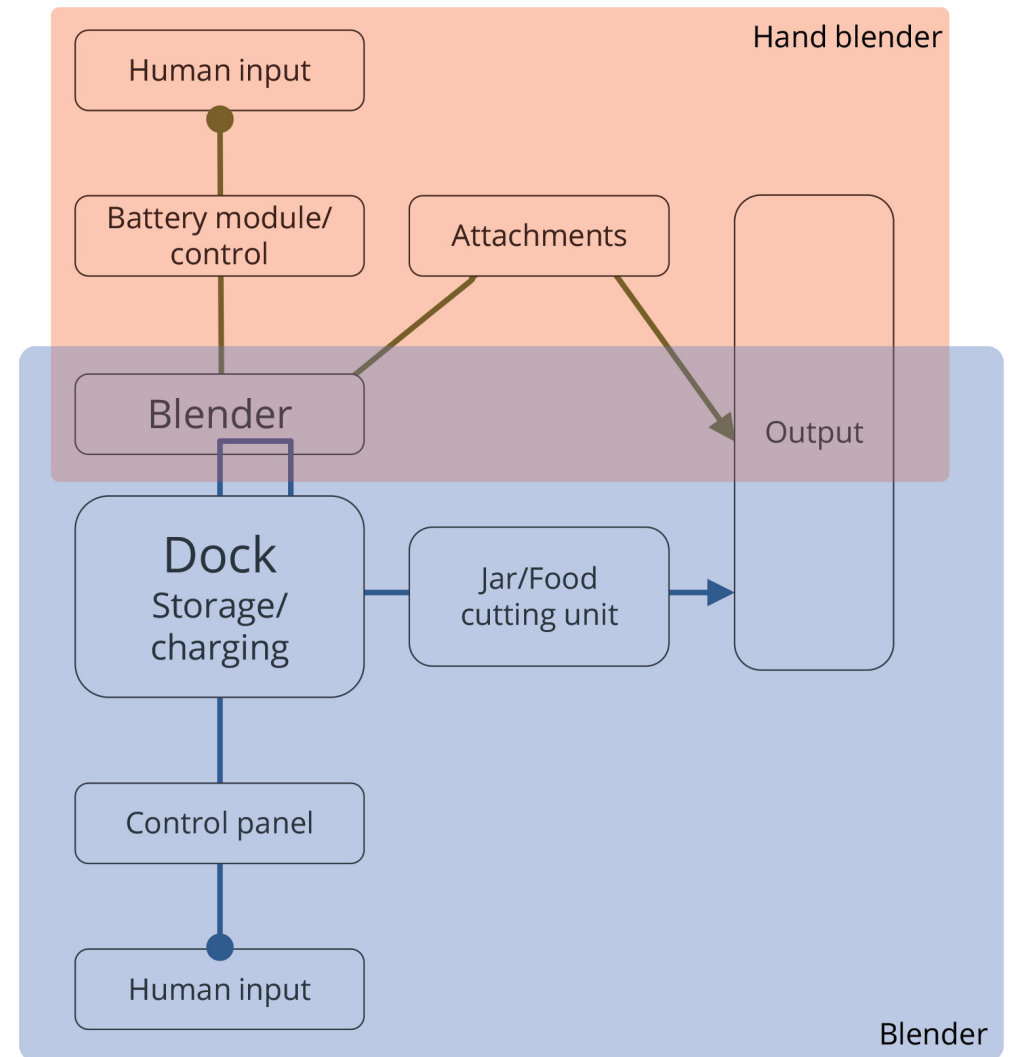 Hand blender
Human input
Battery module/
control
Attachments
Blender
Output
Dock
Storage/
charging
Jar/Food
cutting unit
Control panel
Human input
Blender